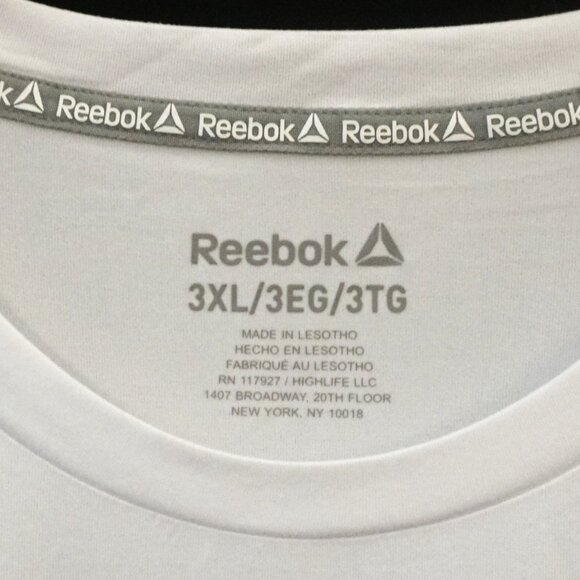 k Reebok Reebok Reebok Reebok
Reebok
3XL/3EG/3TG
MADE IN LESOTHO
HECHO EN LESOTHO
FABRIQUÉ AU LESOTHO
RN 117927 / HIGHLIFE LLC
1407 BROADWAY, 20TH FLOOR
NEW YORK, NY 10018